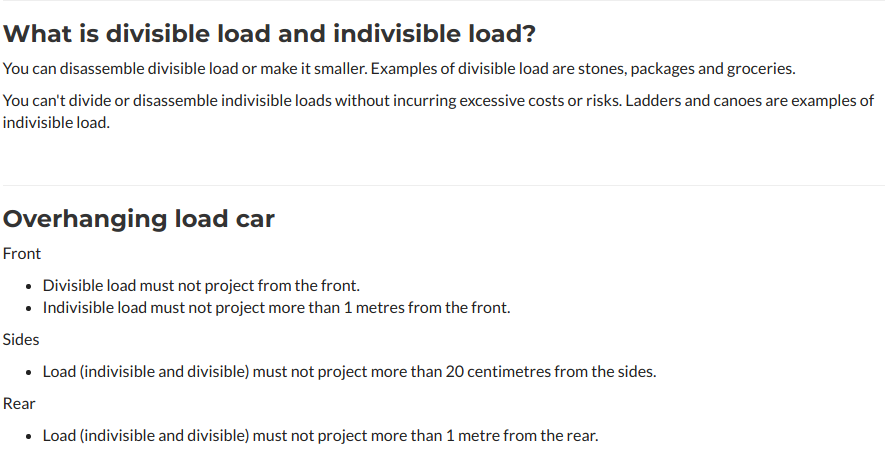 What is divisible load and indivisible load?
You can disassemble divisible load or make it smaller. Examples of divisible load are stones, packages and groceries.
You can't divide or disassemble indivisible loads without incurring excessive costs or risks. Ladders and canoes are examples of
indivisible load.
Overhanging load car
Front
• Divisible load must not project from the front.
• Indivisible load must not project more than 1 metres from the front.
Sides
• Load (indivisible and divisible) must not project more than 20 centimetres from the sides.
Rear
• Load (indivisible and divisible) must not project more than 1 metre from the rear.